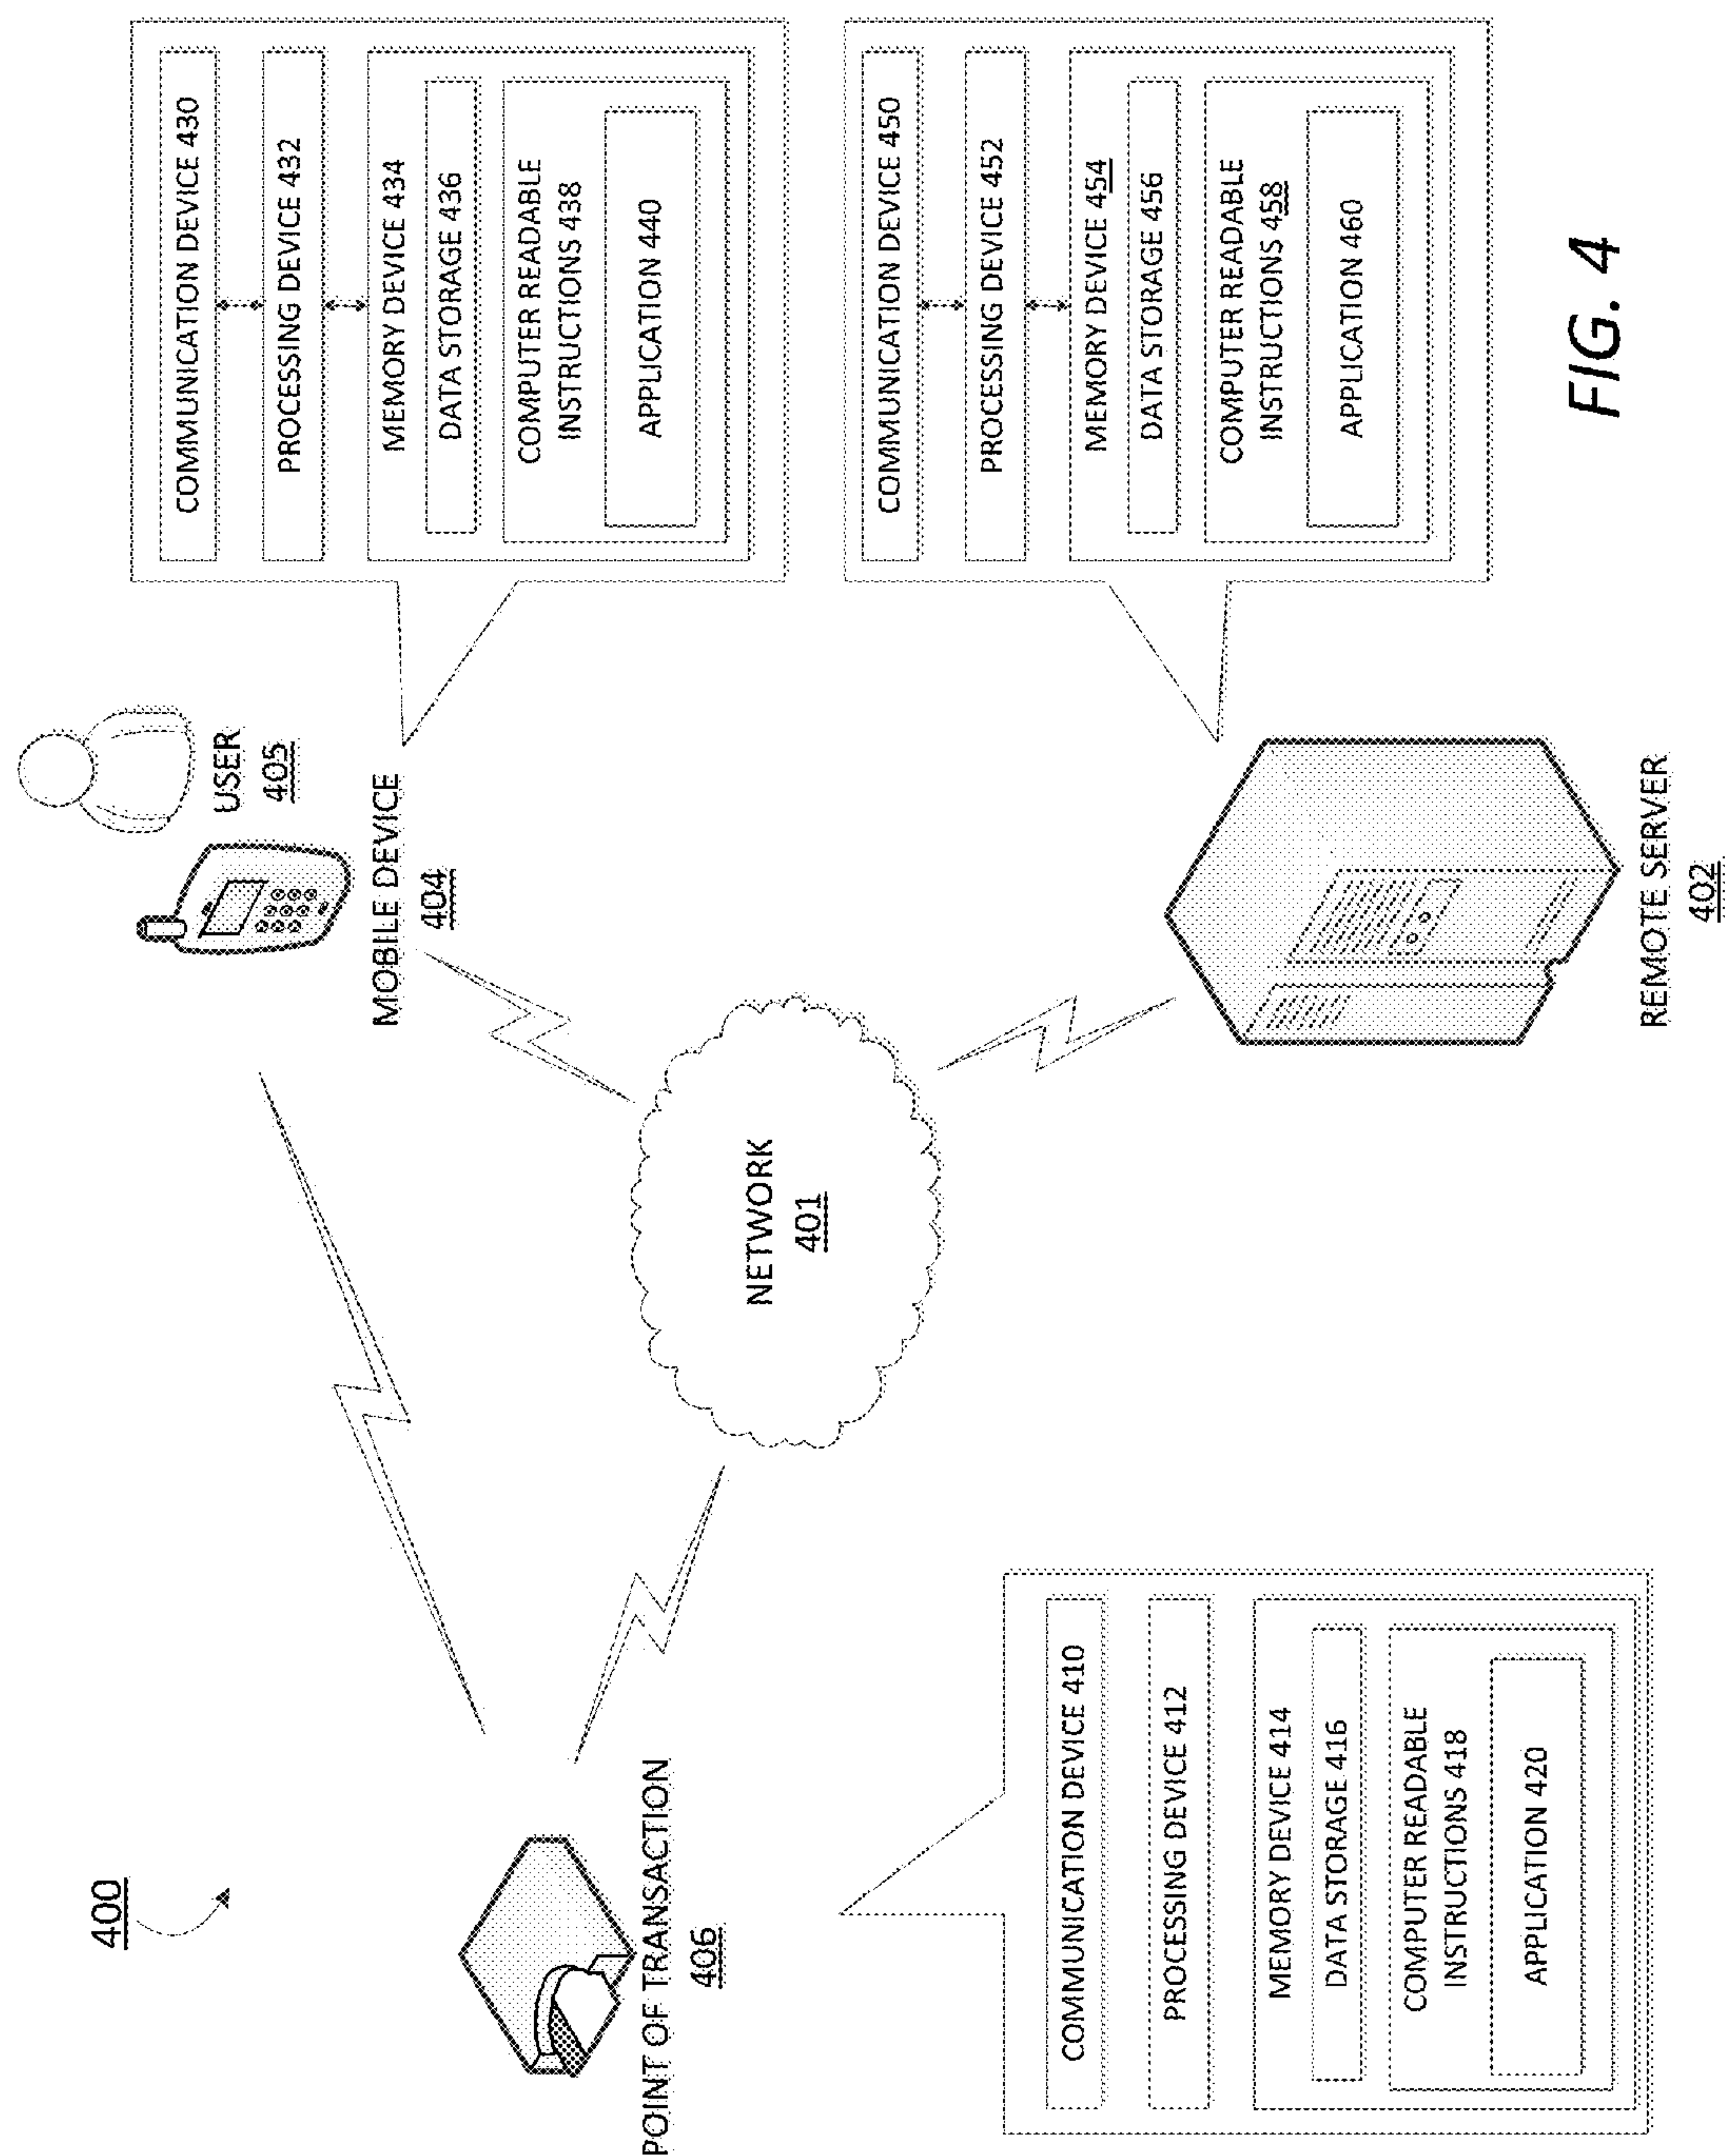 400
USER
405
MOBILE DEVICE
404
COMMUNICATION DEVICE 430
PROCESSING DEVICE 432
MEMORY DEVICE 434
DATA STORAGE 436
COMPUTER READABLE
INSTRUCTIONS 438
APPLICATION 440
POINT OF TRANSACTION
406
NETWORK
401
COMMUNICATION DEVICE 410
PROCESSING DEVICE 412
MEMORY DEVICE 414
DATA STORAGE 416
COMPUTER READABLE
INSTRUCTIONS 418
APPLICATION 420
REMOTE SERVER
402
COMMUNICATION DEVICE 450
PROCESSING DEVICE 452
MEMORY DEVICE 454
DATA STORAGE 456
COMPUTER READABLE
INSTRUCTIONS 458
APPLICATION 460
FIG. 4